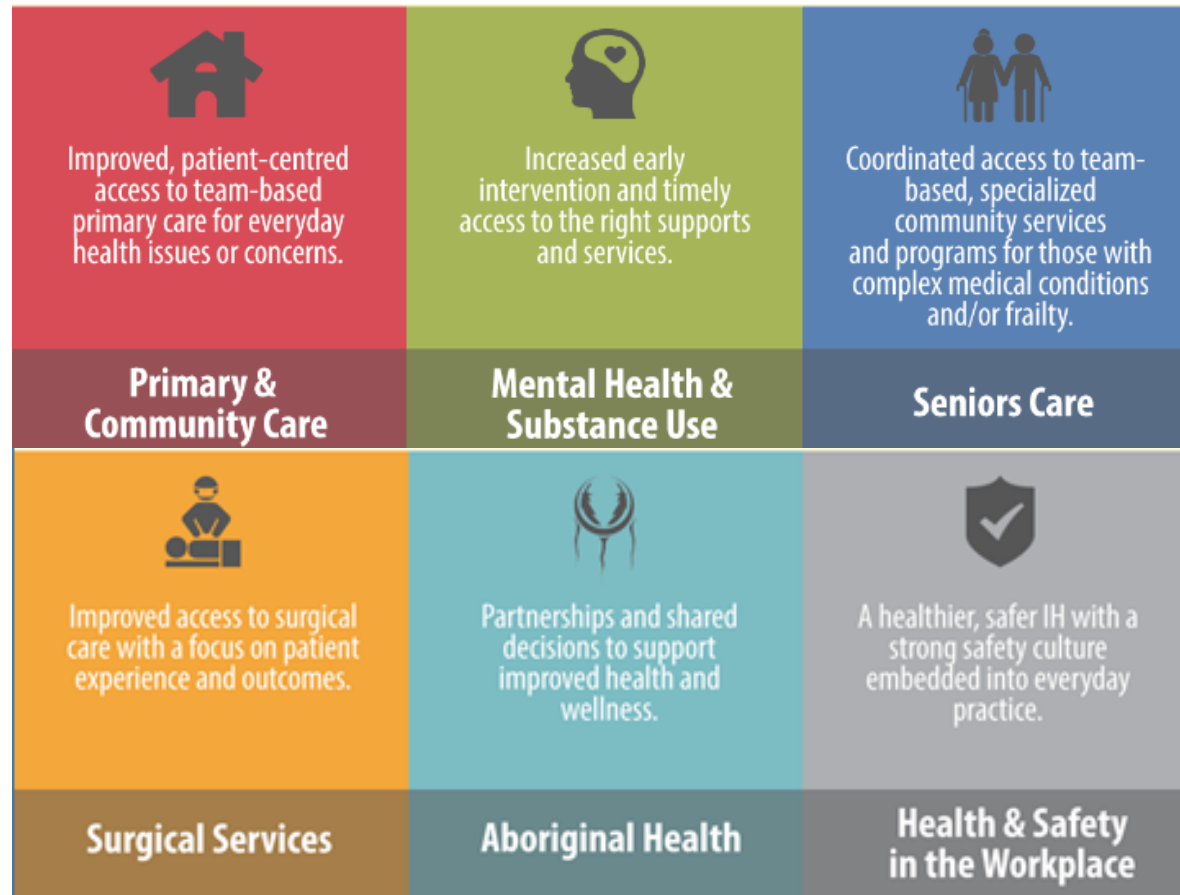 Improved, patient-centred
access to team-based
primary care for everyday
health issues or concerns.
Primary &
Community Care
Increased early
intervention and timely
access to the right supports
and services.
Mental Health &
Substance Use
Coordinated access to team-
based, specialized
community services
and programs for those with
complex medical conditions
and/or frailty.
Seniors Care
Improved access to surgical
care with a focus on patient
experience and outcomes.
Surgical Services
Partnerships and shared
decisions to support
improved health and
wellness.
Aboriginal Health
A healthier, safer IH with a
strong safety culture
embedded into everyday
practice.
Health & Safety
in the Workplace